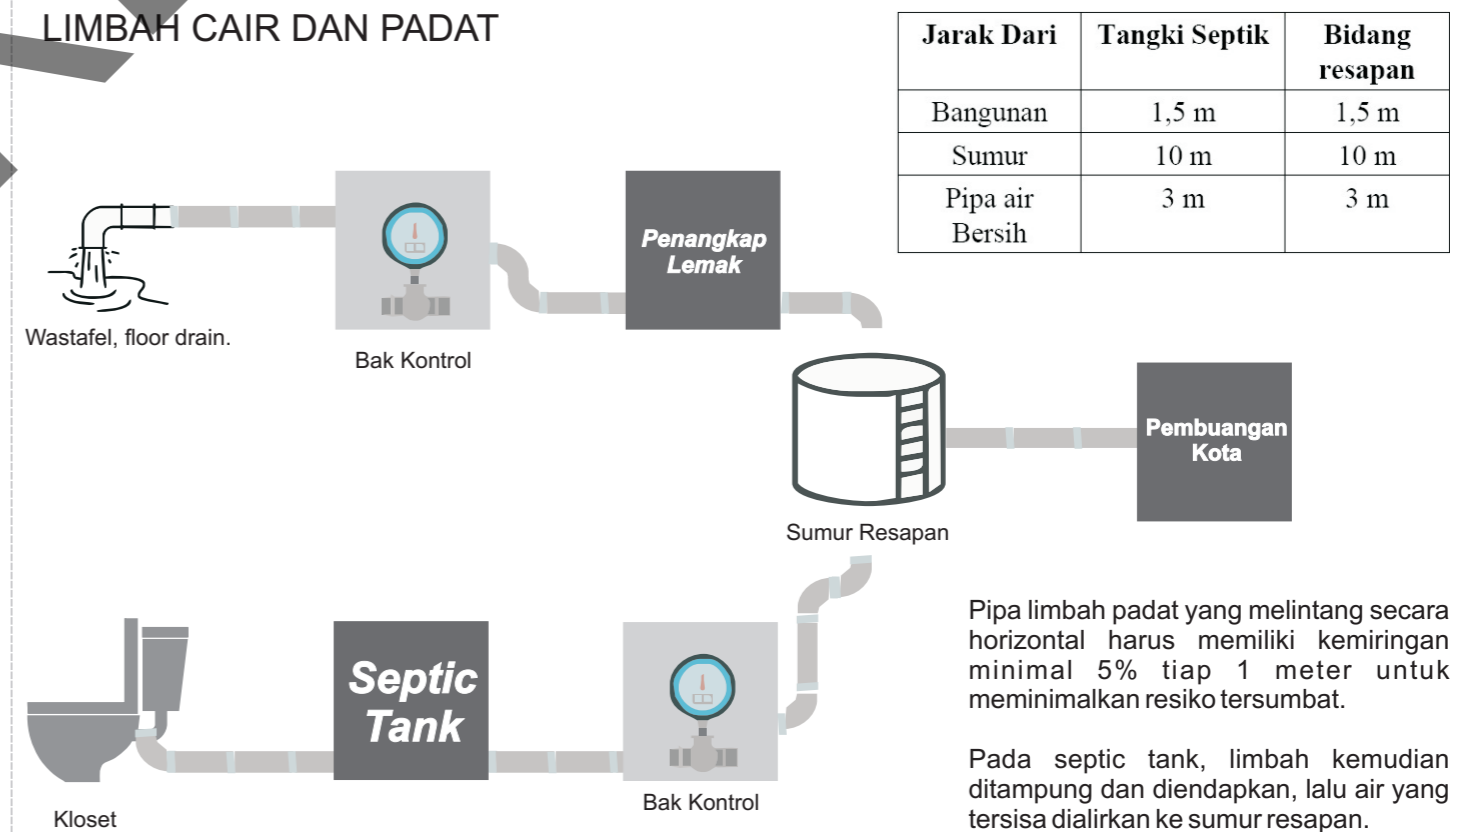 LIMBAH CAIR DAN PADAT
Jarak Dari Tangki Septik Bidang resapan
Bangunan 1,5 m 1,5 m
Sumur 10 m 10 m
Pipa air Bersih 3 m 3 m
Wastafel, floor drain.
Bak Kontrol
Penangkap
Lemak
Sumur Resapan
Pembuangan
Kota
Kloset
Septic
Tank
Bak Kontrol
Pipa limbah padat yang melintang secara
horizontal harus memiliki kemiringan
minimal 5% tiap 1 meter untuk
meminimalkan resiko tersumbat.
Pada septic tank, limbah kemudian
ditampung dan diendapkan, lalu air yang
tersisa dialirkan ke sumur resapan.